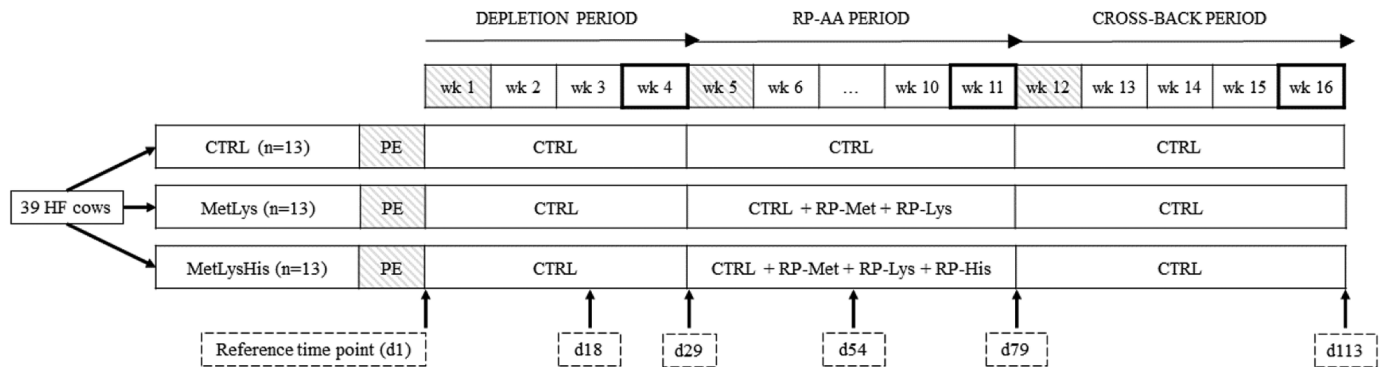 DEPLETION PERIOD RP-AA PERIOD CROSS-BACK PERIOD
wk 1 wk 2 wk 3 wk 4 wk 5 wk 6 ... wk 10 wk 11 wk 12 wk 13 wk 14 wk 15 wk 16
CTRL (n=13) PE CTRL CTRL CTRL
39 HF cows MetLys (n=13) PE CTRL CTRL + RP-Met + RP-Lys CTRL
MetLysHis (n=13) PE CTRL CTRL + RP-Met + RP-Lys + RP-His CTRL
Reference time point (d1) d18 d29 d54 d79 d113